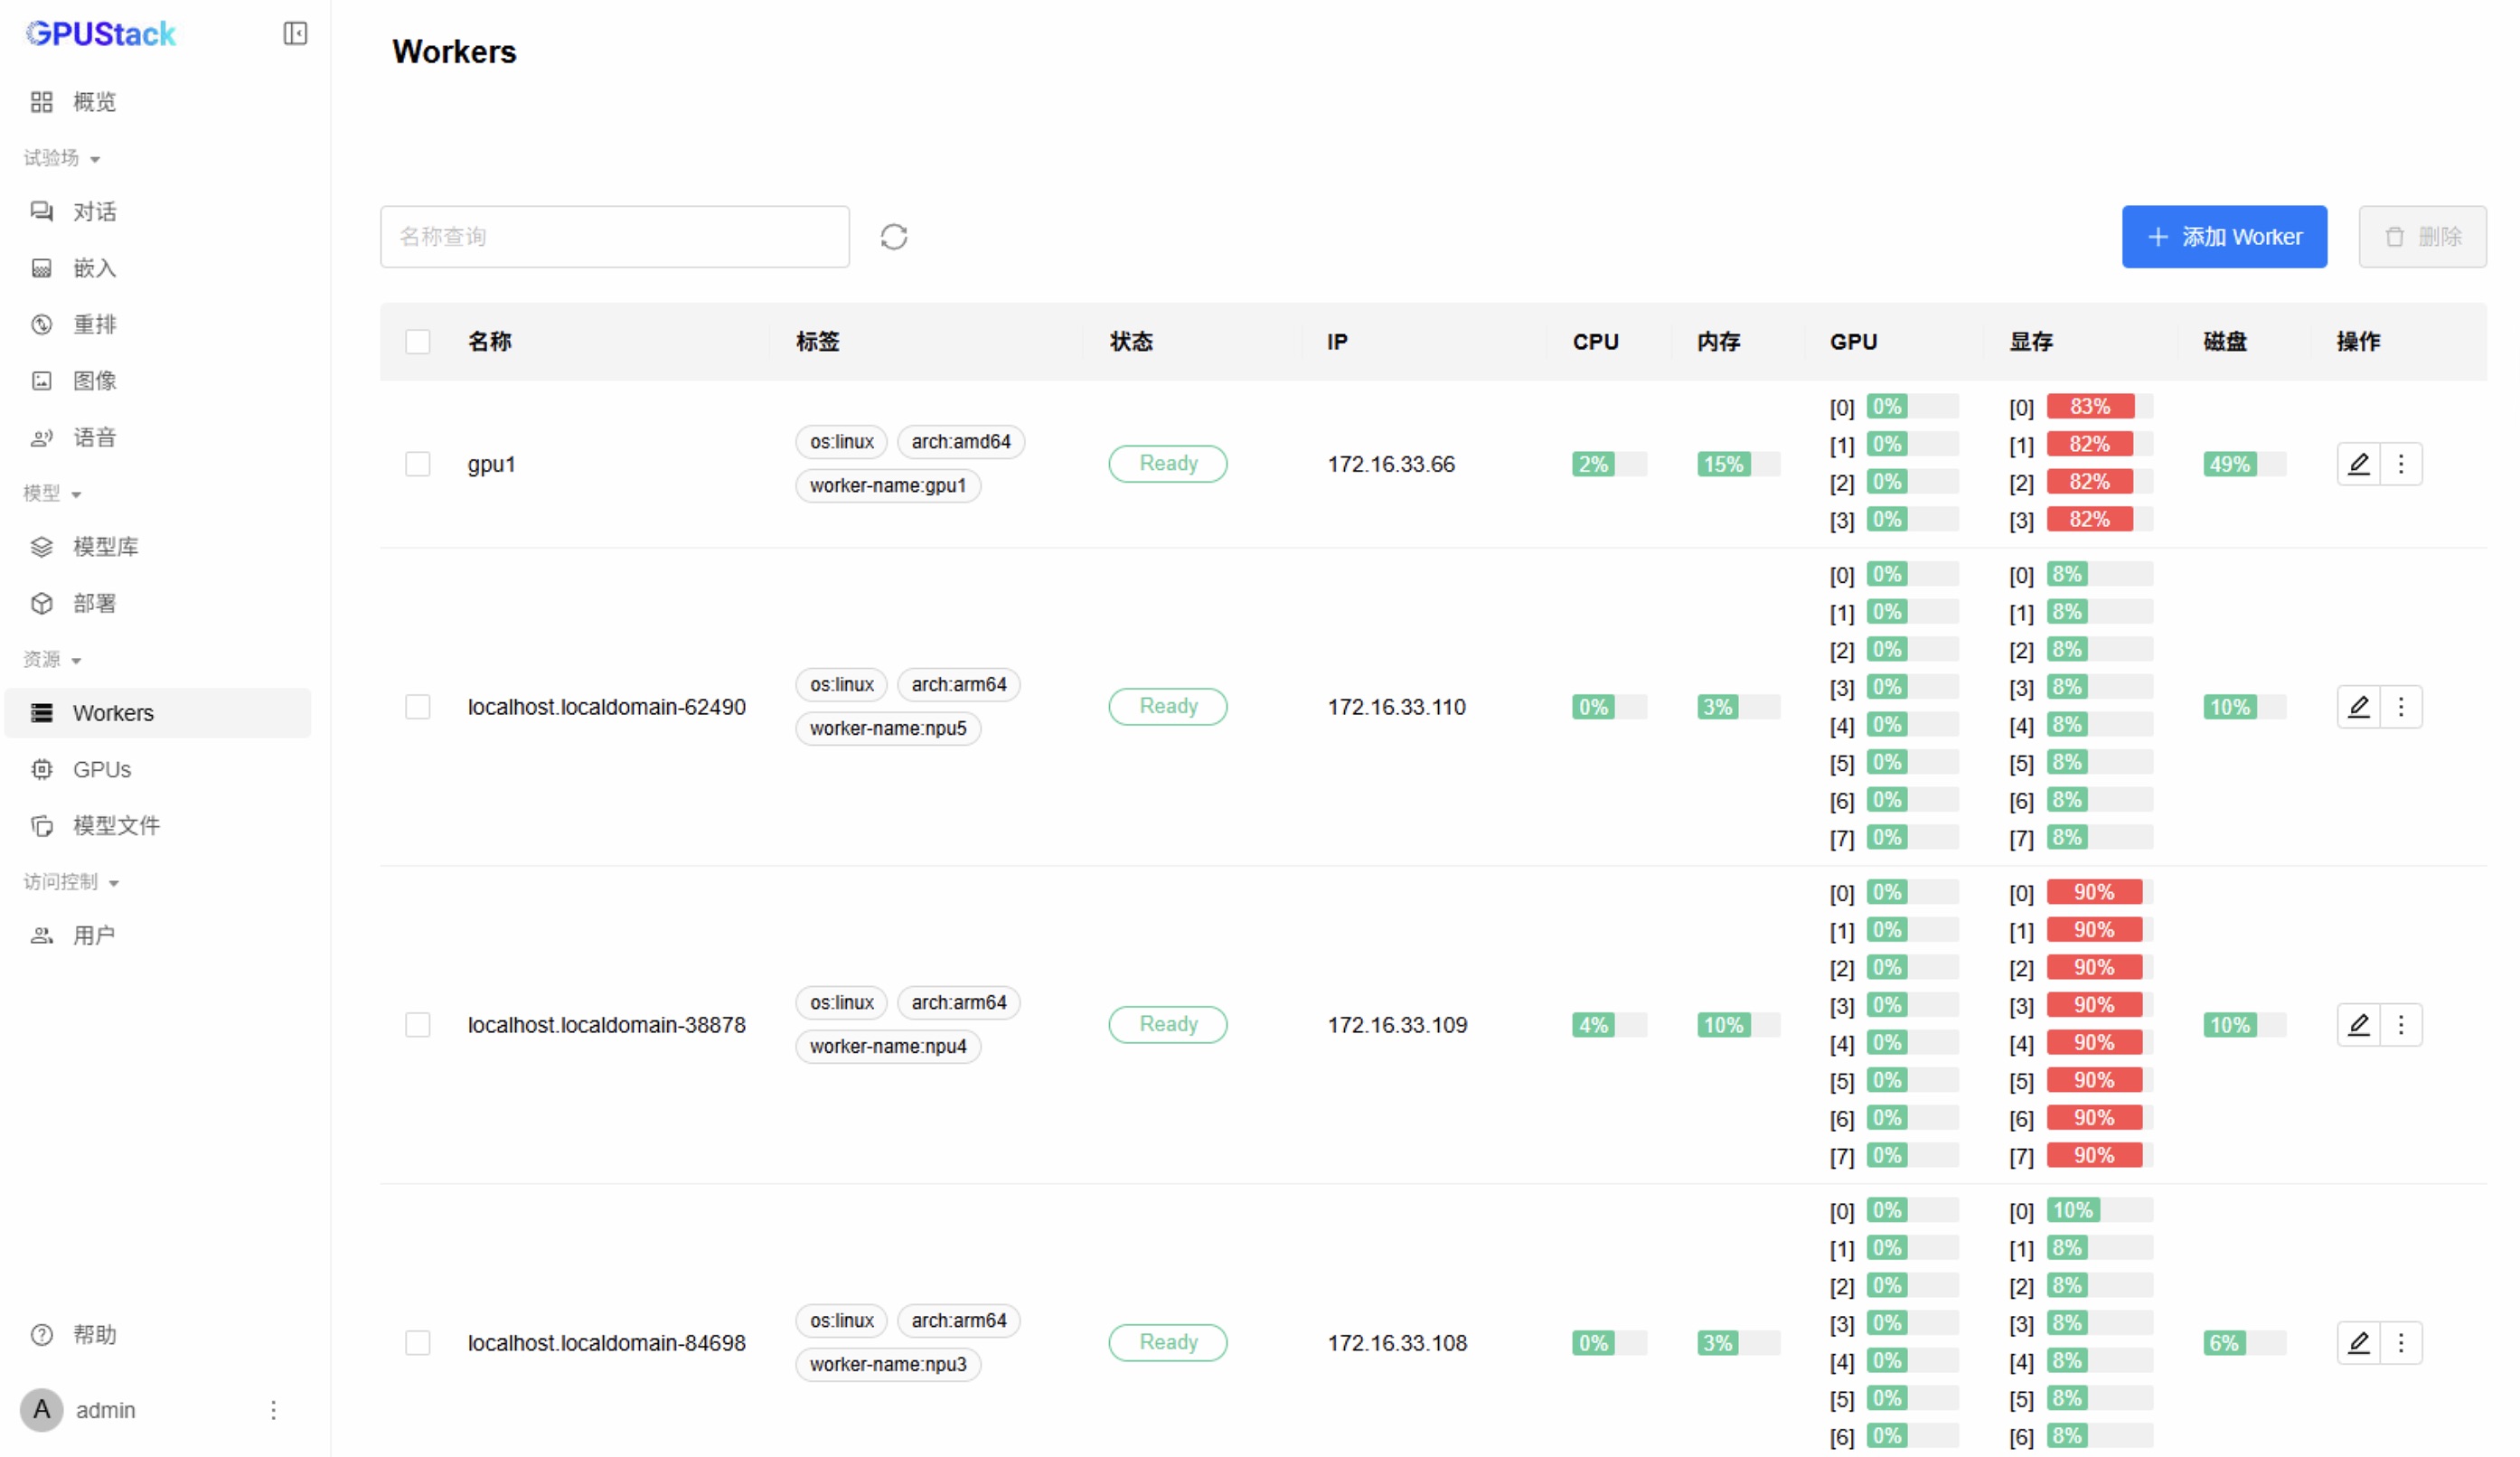 GPUStack
概览
试验场
对话
嵌入
重排
图像
语音
模型
模型库
部署
资源
Workers
GPUs
模型文件
访问控制
用户
帮助
A admin
Workers
名称查询
添加 Worker
删除
名称 标签 状态 IP CPU 内存 GPU 显存 磁盘 操作
gpu1 os:linux arch:amd64 worker-name:gpu1 Ready 172.16.33.66 2% 15% 49%
[0] 0% [0] 83%
[1] 0% [1] 82%
[2] 0% [2] 82%
[3] 0% [3] 82%
localhost.localdomain-62490 os:linux arch:arm64 worker-name:npu5 Ready 172.16.33.110 0% 3% 10%
[0] 0% [0] 8%
[1] 0% [1] 8%
[2] 0% [2] 8%
[3] 0% [3] 8%
[4] 0% [4] 8%
[5] 0% [5] 8%
[6] 0% [6] 8%
[7] 0% [7] 8%
localhost.localdomain-38878 os:linux arch:arm64 worker-name:npu4 Ready 172.16.33.109 4% 10% 10%
[0] 0% [0] 90%
[1] 0% [1] 90%
[2] 0% [2] 90%
[3] 0% [3] 90%
[4] 0% [4] 90%
[5] 0% [5] 90%
[6] 0% [6] 90%
[7] 0% [7] 90%
localhost.localdomain-84698 os:linux arch:arm64 worker-name:npu3 Ready 172.16.33.108 0% 3% 6%
[0] 0% [0] 10%
[1] 0% [1] 8%
[2] 0% [2] 8%
[3] 0% [3] 8%
[4] 0% [4] 8%
[5] 0% [5] 8%
[6] 0% [6] 8%